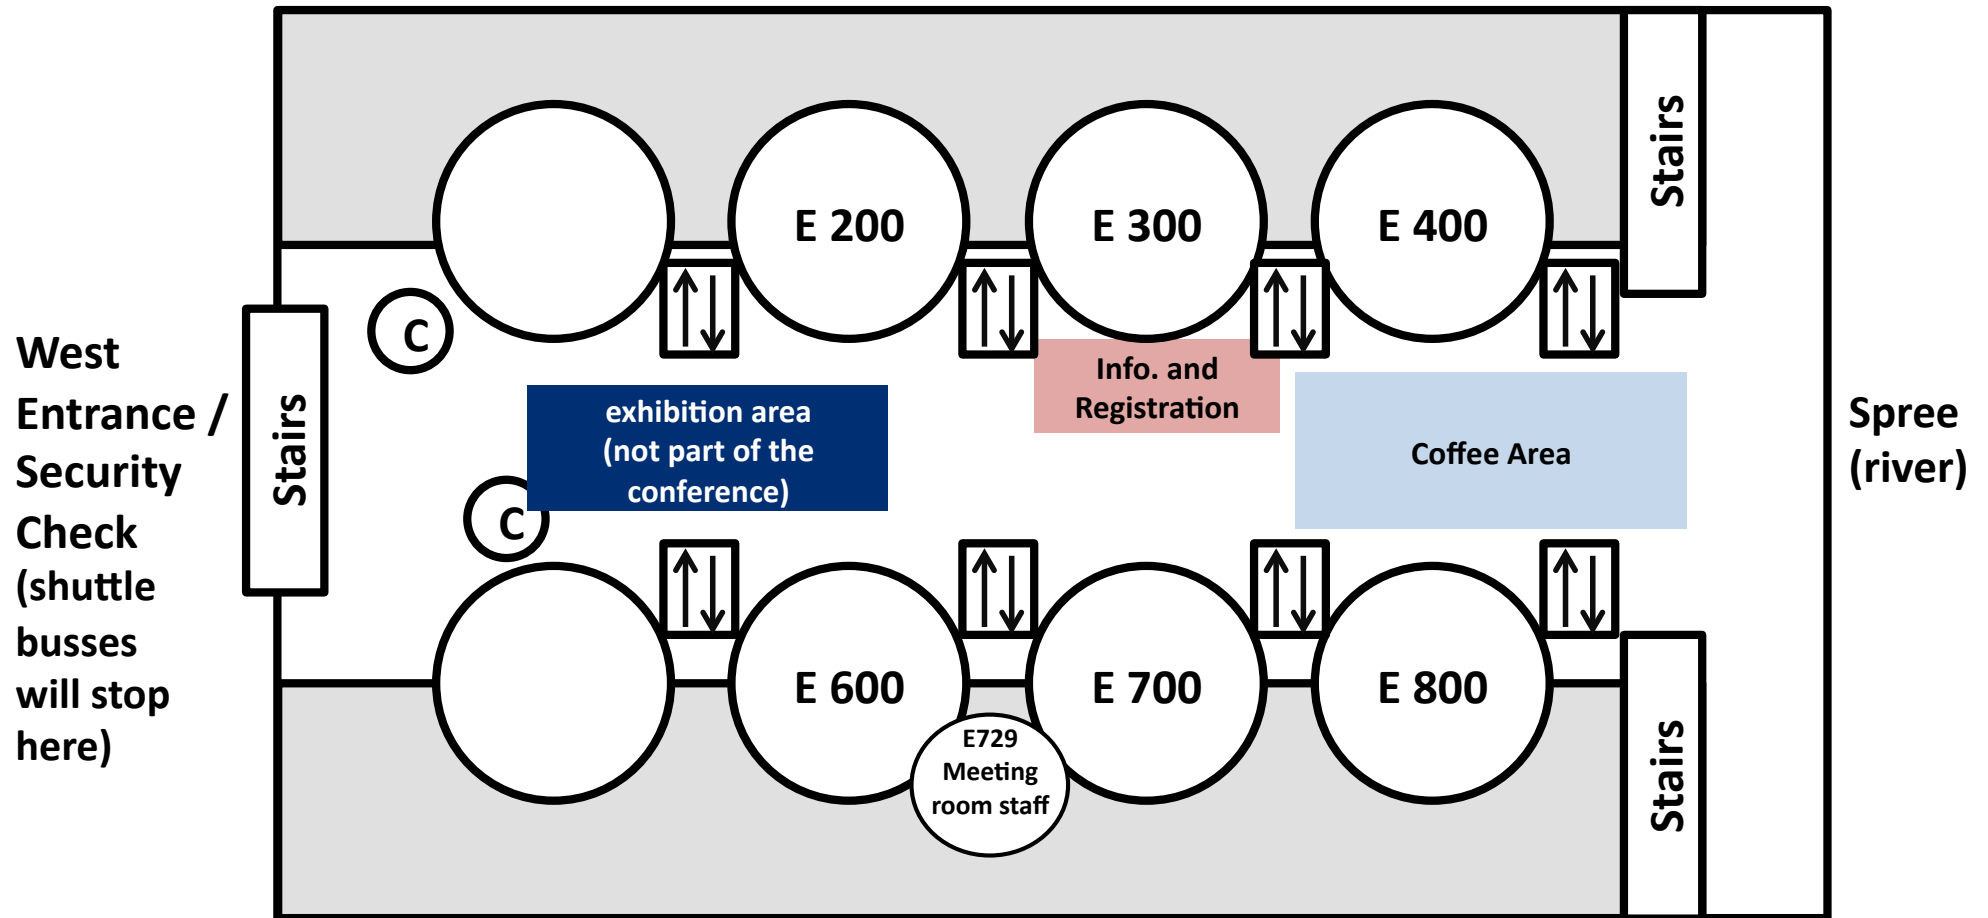 West
Entrance /
Security
Check
(shuttle
busses
will stop
here)
Stairs
C
C
E 200
E 300
E 400
Stairs
exhibition area
(not part of the
conference)
Info. and
Registration
Coffee Area
Spree
(river)
E 600
E 700
E 800
E729
Meeting
room staff
Stairs